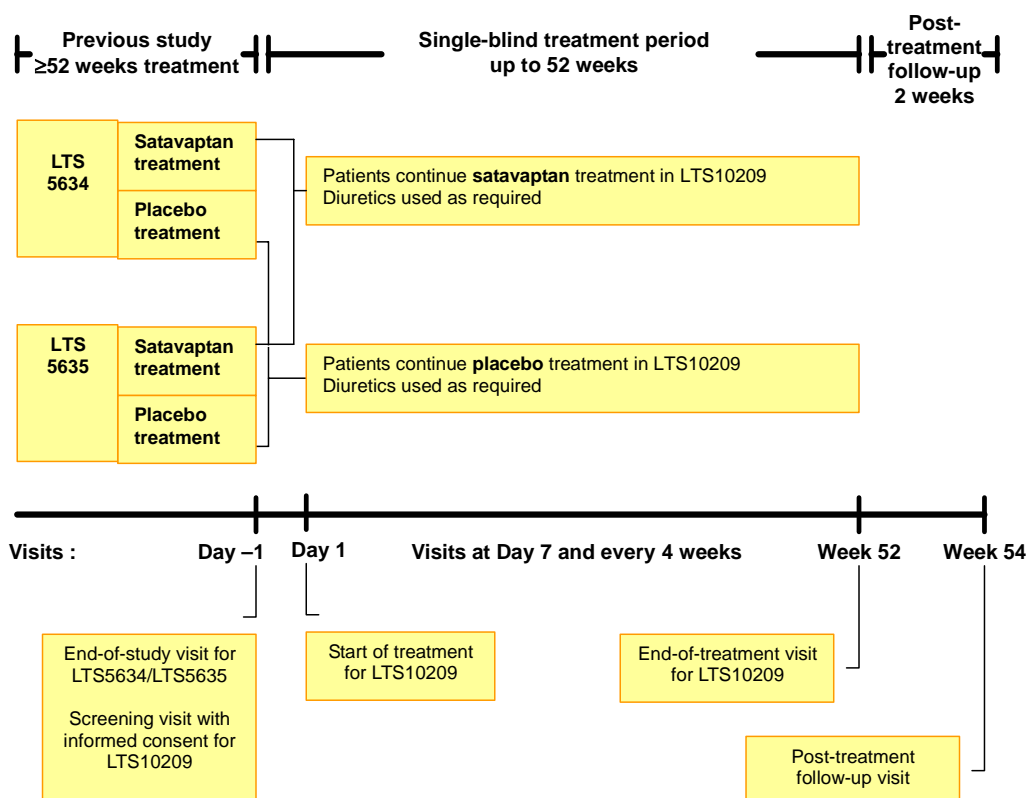 Previous study
≥52 weeks treatment
Single-blind treatment period
up to 52 weeks
Post-
treatment
follow-up
2 weeks
LTS
5634
Satavaptan
treatment
Placebo
treatment
Patients continue satavaptan treatment in LTS10209
Diuretics used as required
LTS
5635
Satavaptan
treatment
Placebo
treatment
Patients continue placebo treatment in LTS10209
Diuretics used as required
Visits :
Day –1
Day 1
Visits at Day 7 and every 4 weeks
Week 52
Week 54
End-of-study visit for
LTS5634/LTS5635
Screening visit with
informed consent for
LTS10209
Start of treatment
for LTS10209
End-of-treatment visit
for LTS10209
Post-treatment
follow-up visit